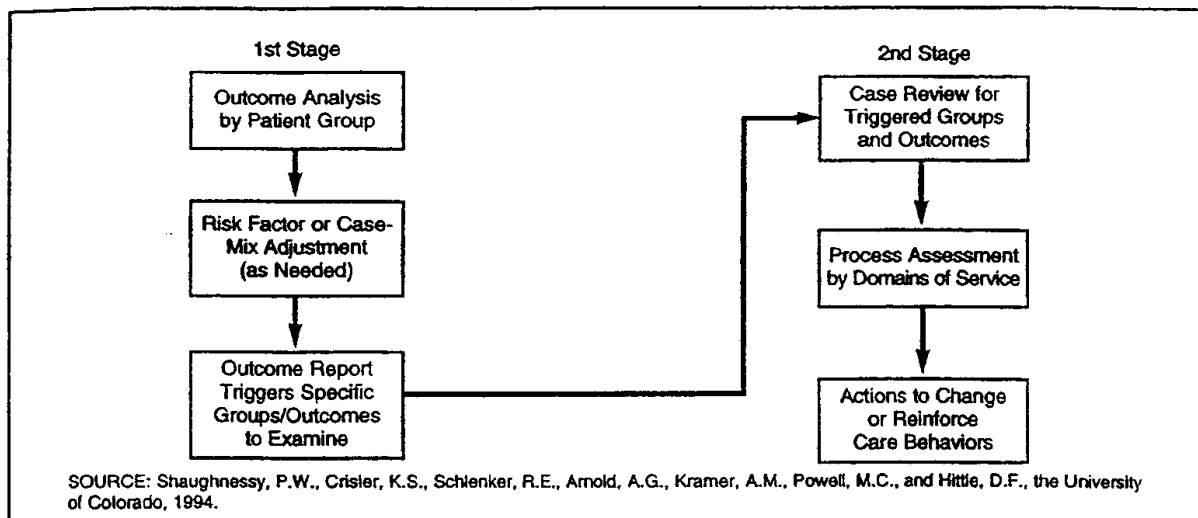 1st Stage
Outcome Analysis
by Patient Group
Risk Factor or Case-
Mix Adjustment
(as Needed)
Outcome Report
Triggers Specific
Groups/Outcomes
to Examine
2nd Stage
Case Review for
Triggered Groups
and Outcomes
Process Assessment
by Domains of Service
Actions to Change
or Reinforce
Care Behaviors
SOURCE: Shaughnessy, P.W., Crisler, K.S., Schlenker, R.E., Arnold, A.G., Kramer, A.M., Powell, M.C., and Hittle, D.F., the University
of Colorado, 1994.